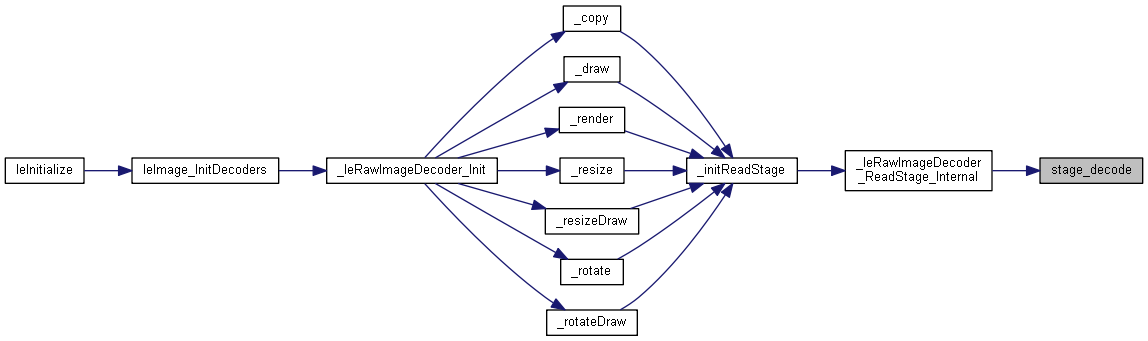 leInitialize
leImage_InitDecoders
_leRawImageDecoder_Init
_copy
_draw
_render
_resize
_resizeDraw
_rotate
_rotateDraw
_initReadStage
_leRawImageDecoder
_ReadStage_Internal
stage_decode